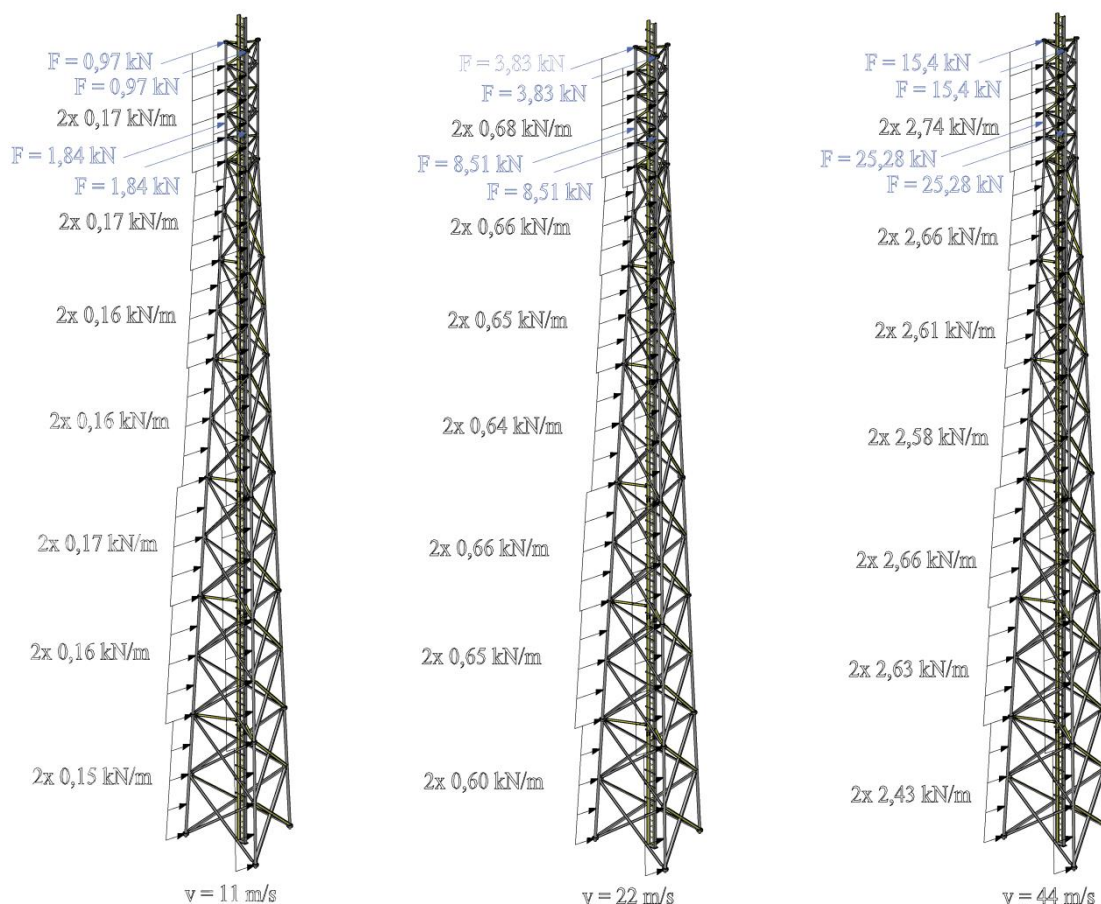 F = 0,97 kN
F = 0,97 kN
2x 0,17 kN/m
F = 1,84 kN
F = 1,84 kN
2x 0,17 kN/m
2x 0,16 kN/m
2x 0,16 kN/m
2x 0,17 kN/m
2x 0,16 kN/m
2x 0,15 kN/m
v = 11 m/s
F = 3,83 kN
F = 3,83 kN
2x 0,68 kN/m
F = 8,51 kN
F = 8,51 kN
2x 0,66 kN/m
2x 0,65 kN/m
2x 0,64 kN/m
2x 0,66 kN/m
2x 0,65 kN/m
2x 0,60 kN/m
v = 22 m/s
F = 15,4 kN
F = 15,4 kN
2x 2,74 kN/m
F = 25,28 kN
F = 25,28 kN
2x 2,66 kN/m
2x 2,61 kN/m
2x 2,58 kN/m
2x 2,66 kN/m
2x 2,63 kN/m
2x 2,43 kN/m
v = 44 m/s